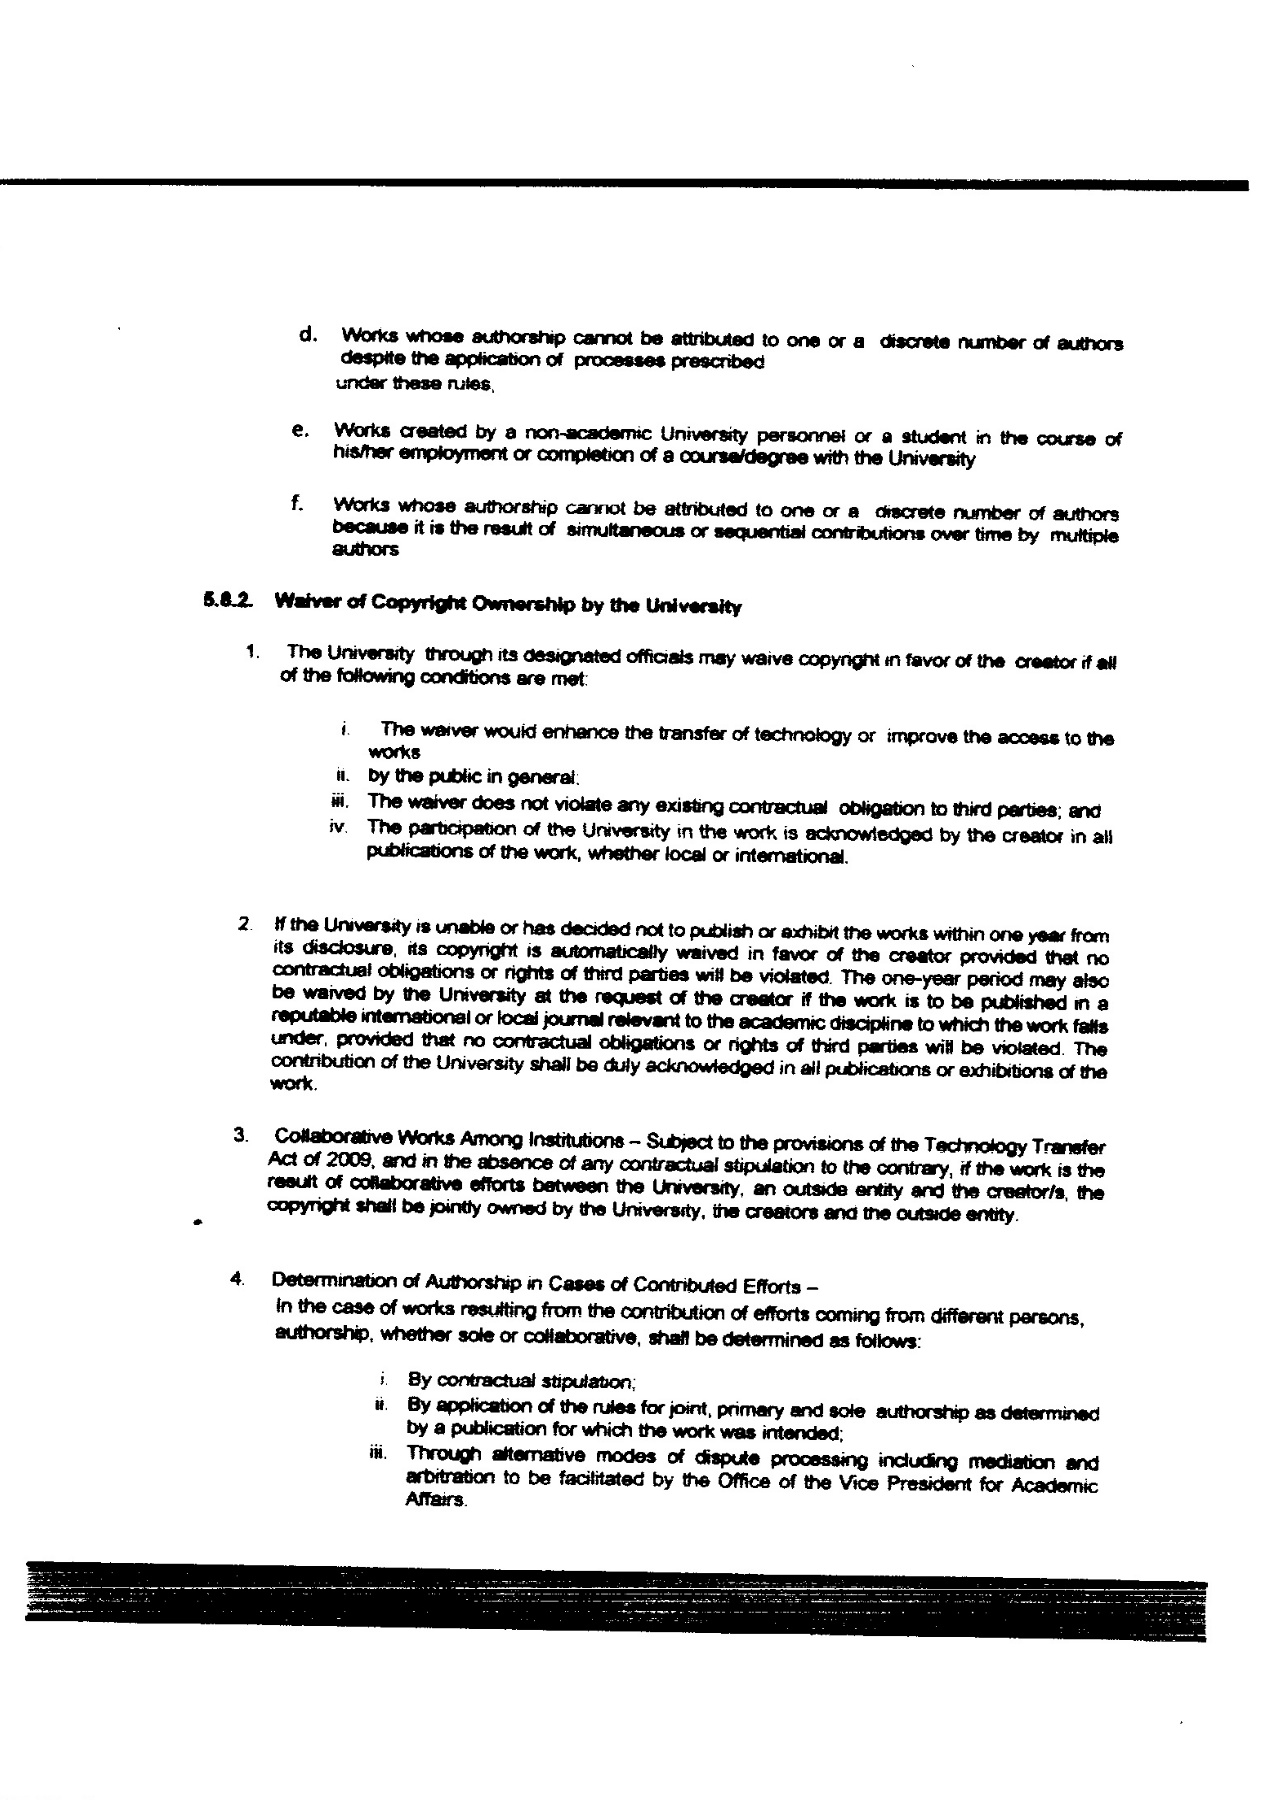 d. Works whose authorship cannot be attributed to one or a discrete number of authors
despite the application of processes prescribed
under these rules,
e. Works created by a non-academic University personnel or a student in the course of
his/her employment or completion of a course/degree with the University
f. Works whose authorship cannot be attributed to one or a discrete number of authors
because it is the result of simultaneous or sequential contributions over time by multiple
authors
5.8.2. Waiver of Copyright Ownership by the University
1. The University through its designated officials may waive copyright in favor of the creator if all
of the following conditions are met:
i. The waiver would enhance the transfer of technology or improve the access to the
works
ii. by the public in general;
iii. The waiver does not violate any existing contractual obligation to third parties; and
iv. The participation of the University in the work is acknowledged by the creator in all
publications of the work, whether local or international.
2. If the University is unable or has decided not to publish or exhibit the works within one year from
its disclosure, its copyright is automatically waived in favor of the creator provided that no
contractual obligations or rights of third parties will be violated. The one-year period may also
be waived by the University at the request of the creator if the work is to be published in a
reputable international or local journal relevant to the academic discipline to which the work falls
under, provided that no contractual obligations or rights of third parties will be violated. The
contribution of the University shall be duly acknowledged in all publications or exhibitions of the
work.
3. Collaborative Works Among Institutions – Subject to the provisions of the Technology Transfer
Act of 2009, and in the absence of any contractual stipulation to the contrary, if the work is the
result of collaborative efforts between the University, an outside entity and the creator/s, the
copyright shall be jointly owned by the University, the creators and the outside entity.
4. Determination of Authorship in Cases of Contributed Efforts –
In the case of works resulting from the contribution of efforts coming from different persons,
authorship, whether sole or collaborative, shall be determined as follows:
i. By contractual stipulation;
ii. By application of the rules for joint, primary and sole authorship as determined
by a publication for which the work was intended;
iii. Through alternative modes of dispute processing including mediation and
arbitration to be facilitated by the Office of the Vice President for Academic
Affairs.